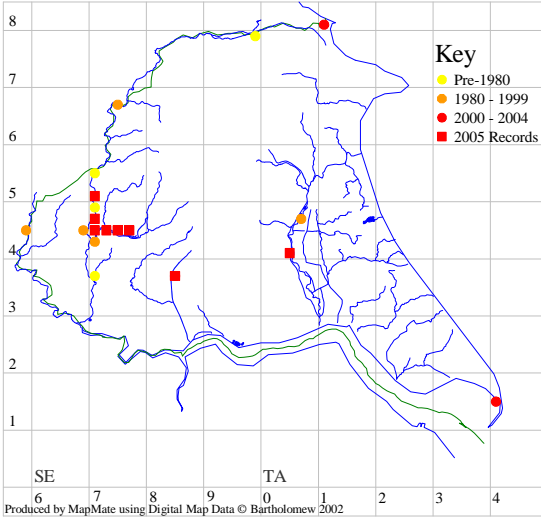 8
7
6
5
4
3
2
1
Key
Pre-1980
1980 - 1999
2000 - 2004
2005 Records
SE TA
6 7 8 9 0 1 2 3 4
Produced by MapMate using Digital Map Data © Bartholomew 2002